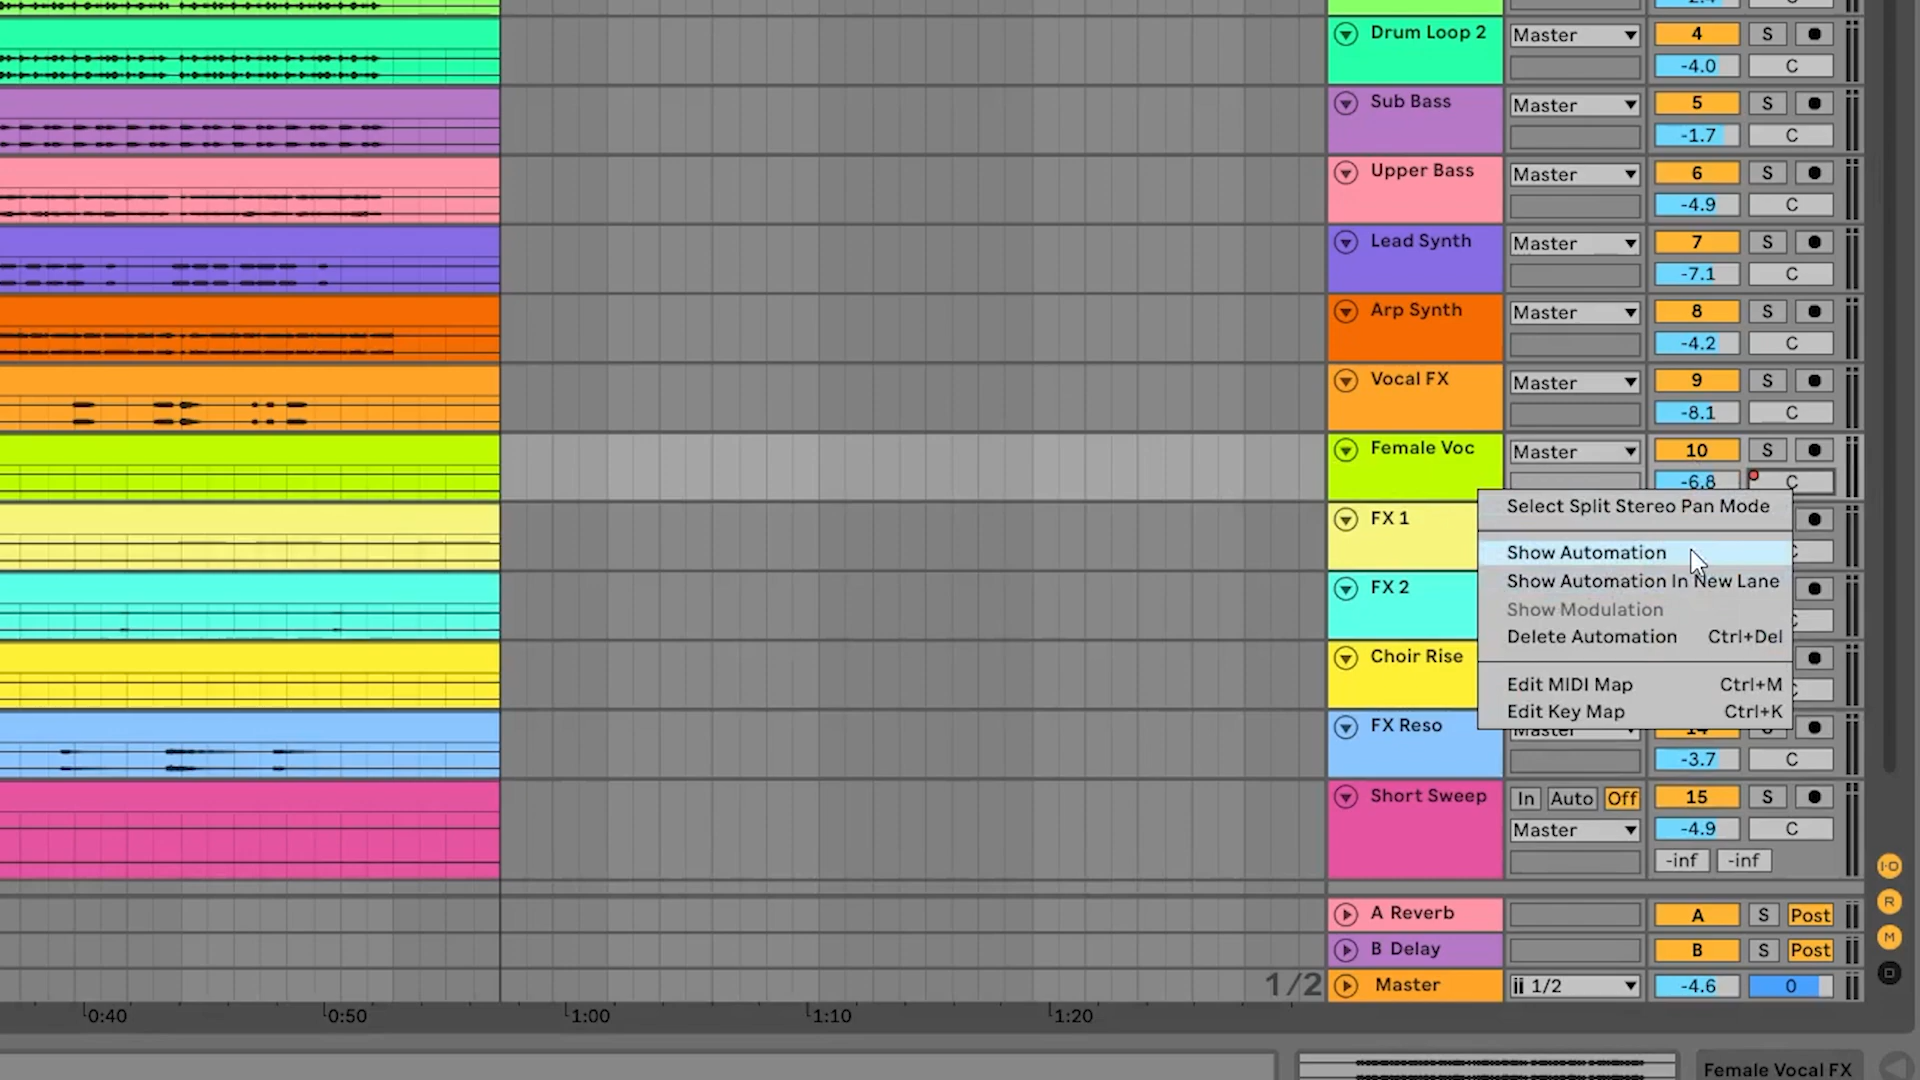 -2.4 C
Drum Loop 2 Master 4 S
-4.0 C
Sub Bass Master 5 S
-1.7 C
Upper Bass Master 6 S
-4.9 C
Lead Synth Master 7 S
-7.1 C
Arp Synth Master 8 S
-4.2 C
Vocal FX Master 9 S
-8.1 C
Female Voc Master 10 S
-6.8 C
Select Split Stereo Pan Mode
FX 1
Show Automation
Show Automation In New Lane
FX 2
Show Modulation
Delete Automation Ctrl+Del
Choir Rise
Edit MIDI Map Ctrl+M
Edit Key Map Ctrl+K
FX Reso Master 14 S
-3.7 C
Short Sweep In Auto Off 15 S
Master -4.9 C
-inf -inf
I·O
R
M
A Reverb A S Post
B Delay B S Post
1/2 Master 1/2 -4.6 0
0:40 0:50 1:00 1:10 1:20
Female Vocal FX